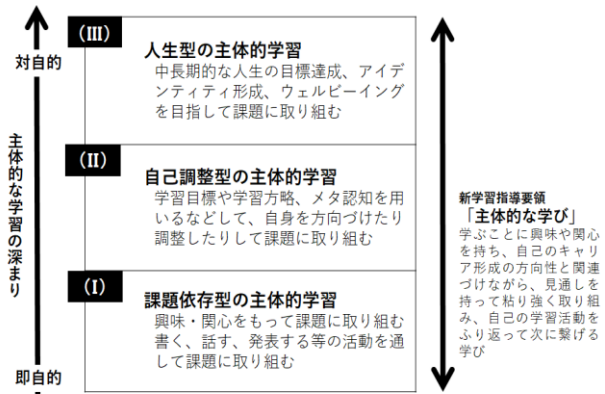 対自的
主体的な学習の深まり
即自的
(III)
人生型の主体的学習
中長期的な人生の目標達成、アイデ
ンティティ形成、ウェルビーイング
を目指して課題に取り組む
(II)
自己調整型の主体的学習
学習目標や学習方略、メタ認知を用
いるなどして、自身を方向づけたり
調整したりして課題に取り組む
(I)
課題依存型の主体的学習
興味・関心をもって課題に取り組む
書く、話す、発表する等の活動を通
して課題に取り組む
新学習指導要領
「主体的な学び」
学ぶことに興味や関心
を持ち、自己のキャリ
ア形成の方向性と関連
づけながら、見通しを
持って粘り強く取り組
み、自己の学習活動を
ふり返って次に繋げる
学び